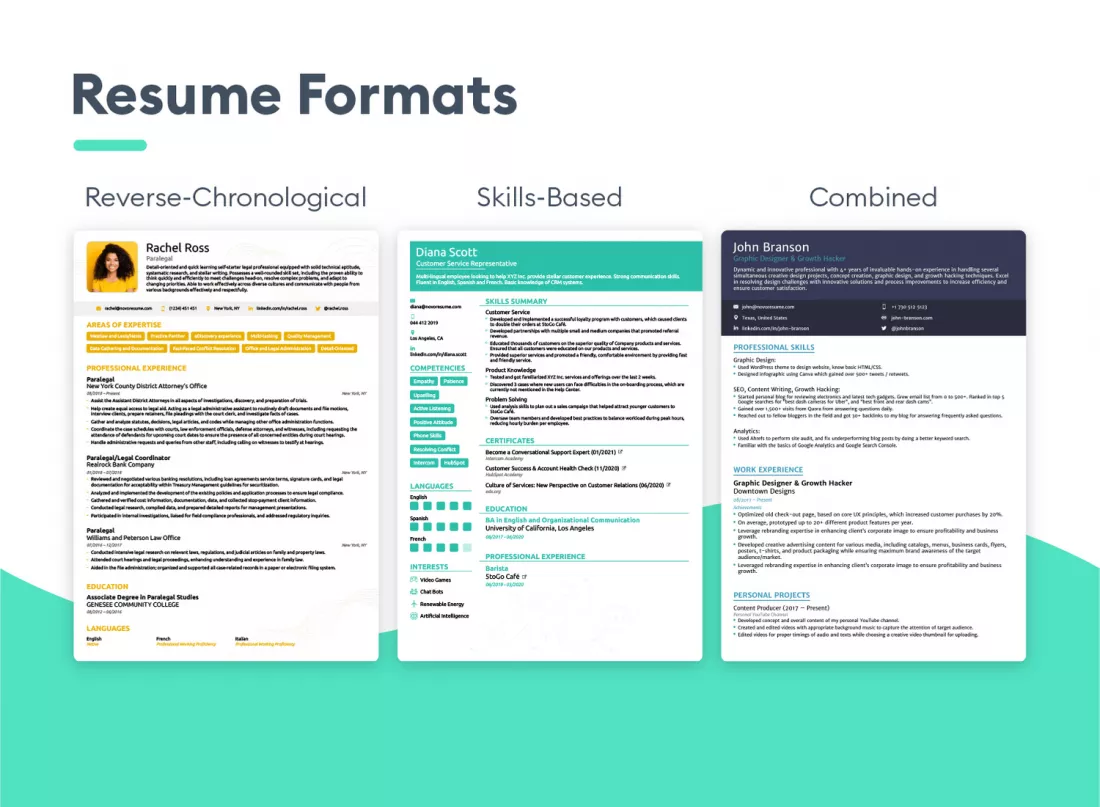 Resume Formats
Reverse-Chronological
Rachel Ross
Paralegal
Detail-oriented and quick learning self-starter legal professional equipped with solid technical aptitude,
systematic research, and stellar writing. Possesses a well-rounded skill set, including the proven ability to
think quickly and efficiently to meet challenges head on, resolve complex problems, and adapt to
changing priorities. Able to work effectively across diverse cultures and communicate with people from
various backgrounds effectively and respectfully.
rachel@novoresume.com
(1234) 451 451
New York, NY
linkedin.com/in/rachel.ross
@rachel.ross
AREAS OF EXPERTISE
Practice Familiar
eDiscovery experience
Multi-tasking
Quality Management
Data Gathering and Documentation
Fast-Paced Conflict Resolution
Office and Legal Administration
Detail-Oriented
PROFESSIONAL EXPERIENCE
Paralegal
New York County District Attorney's Office
08/2019 - Present
New York, NY
Assist the Assistant District Attorneys in all aspects of investigations, discovery, and preparation of trials.
Help create equal access to legal aid. Acting as a legal administrative assistant to routinely draft documents and file motions,
interview clients, prepare retainers, file pleadings with the court clerk, and investigate facts of cases.
Gather and analyze statutes, decisions, legal articles, and codes while managing other office administration functions.
Coordinate the case schedules with courts, law enforcement officials, defense attorneys, and witnesses, including requesting the
attendance of defendants for upcoming court dates to ensure the presence of all concerned entities during court hearings.
Handle administrative requests and queries from other staff, including calling on witnesses to testify at hearings.
Paralegal/Legal Coordinator
Realrock Bank Company
01/2018 - 07/2019
New York, NY
Reviewed and negotiated various banking resolutions, including loan agreements service terms, signature cards, and legal
documentation for acceptability within Treasury Management guidelines for securitization.
Analyzed and implemented the development of the existing policies and application processes to ensure legal compliance.
Gathered and verified cost information, documentation, data, and collected stop-payment client information.
Conducted legal research, compiled data, and prepared detailed reports for management presentations.
Participated in internal investigations, liaised for field compliance professionals, and addressed regulatory inquiries.
Paralegal
Williams and Peterson Law Office
New York, NY
Conducted intensive legal research on relevant laws, regulations, and judicial articles on family and property laws.
Attended court hearings and legal proceedings, enhancing understanding and experience in family law.
Aided in the file administration; organized and supported all case-related records in a paper or electronic filing system.
EDUCATION
Associate Degree in Paralegal Studies
GENESEE COMMUNITY COLLEGE
LANGUAGES
English
French
Italian
Native
Professional Working Proficiency
Professional Working Proficiency
Skills-Based
Diana Scott
Customer Service Representative
Multi-lingual employee looking to help XYZ Inc. provide stellar customer experience. Strong communication skills.
Fluent in English, Spanish and French. Basic knowledge of CRM systems.
diana@novoresume.com
044 412 2019
Los Angeles, CA
linkedin.com/in/diana.scott
COMPETENCIES
Empathy
Patience
Upselling
Active Listening
Positive Attitude
Phone Skills
Resolving Conflict
Intercom
HubSpot
LANGUAGES
English
Spanish
French
INTERESTS
Video Games
Chat Bots
Renewable Energy
Artificial Intelligence
SKILLS SUMMARY
Customer Service
Developed and implemented a successful loyalty program with customers, which caused clients
to double their orders at StoGo Café.
Developed partnerships with multiple small and medium companies that promoted referral
revenue.
Educated thousands of customers on the superior quality of Company products and services.
Ensured that all customers were educated on our products and services.
Provided superior services and promoted a friendly, comfortable environment by providing fast
and friendly service.
Product Knowledge
Tested and got familiarized XYZ Inc. services and offerings over the last 2 weeks.
Discovered 3 cases where new users can face difficulties in the on-boarding process, which are
currently not mentioned in the Help Center.
Problem Solving
Used analysis skills to plan out a sales campaign that helped attract younger customers to
StoGo Café.
Oversaw team members and developed best practices to balance workload during peak hours,
reducing hourly burden per employee.
CERTIFICATES
Become a Conversational Support Expert (01/2021)
Intercom Academy
Customer Success & Account Health Check (11/2020)
HubSpot Academy
Culture of Services: New Perspective on Customer Relations (06/2020)
edx.org
EDUCATION
BA in English and Organizational Communication
University of California, Los Angeles
08/2017 - 06/2020
PROFESSIONAL EXPERIENCE
Barista
StoGo Café
06/2019 - 03/2020
Combined
John Branson
Graphic Designer & Growth Hacker
Dynamic and innovative professional with 4+ years of invaluable hands-on experience in handling several
simultaneous creative design projects, concept creation, graphic design, and growth hacking techniques. Excel
in resolving design challenges with innovative solutions and process improvements to increase efficiency and
ensure customer satisfaction.
john@novoresume.com
+1 750 313 3123
Texas, United States
john-branson.com
linkedin.com/in/john-branson
@johnbranson
PROFESSIONAL SKILLS
Graphic Design:
Used WordPress theme to design website, knew basic HTML/CSS.
Designed infographic using Canva which gained over 500+ tweets / retweets.
SEO, Content Writing, Growth Hacking:
Started personal blog for reviewing electronics and latest tech gadgets. Grew email list from 0 to 500+. Ranked in top 5
Google searches for "best dash cameras for Uber", and "best front and rear dash cams".
Gained over 1,500+ visits from Quora from answering questions daily.
Reached out to fellow bloggers in the field and got 30+ backlinks to my blog for answering frequently asked questions.
Analytics:
Used Ahrefs to perform site audit, and fix underperforming blog posts by doing a better keyword search.
Familiar with the basics of Google Analytics and Google Search Console.
WORK EXPERIENCE
Graphic Designer & Growth Hacker
Downtown Designs
08/2017 - Present
Achievements
Optimized old check-out page, based on core UX principles, which increased customer purchases by 20%.
On average, prototyped up to 20+ different product features per year.
Leverage rebranding expertise in enhancing client's corporate image to ensure profitability and business
growth.
Developed creative advertising content for various media, including catalogs, menus, business cards, flyers,
posters, t-shirts, and product packaging while ensuring maximum brand awareness of the target
audience/market.
Leveraged rebranding expertise in enhancing client's corporate image to ensure profitability and business
growth.
PERSONAL PROJECTS
Content Producer (2017 – Present)
Personal YouTube Channel
Developed concept and overall content of my personal YouTube channel.
Created and edited videos with appropriate background music to capture the attention of target audience.
Edited videos for proper timings of audio and texts while choosing a creative video thumbnail for uploading.